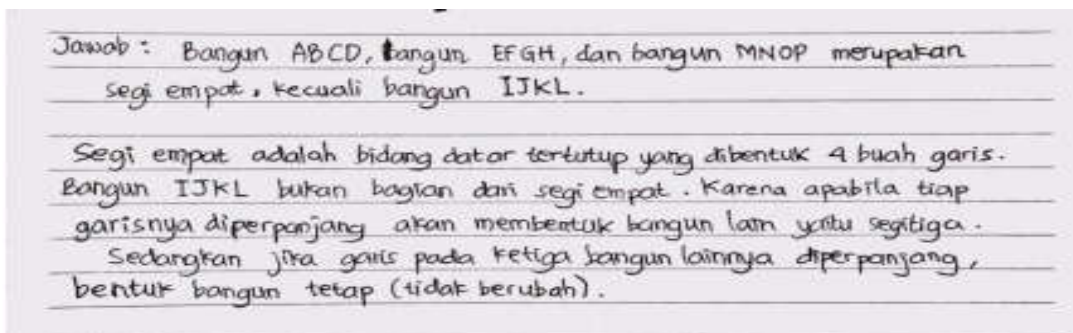 Jawab : Bangun ABCD, bangun EFGH, dan bangun MNOP merupakan
segi empat, kecuali bangun IJKL.
Segi empat adalah bidang datar tertutup yang dibentuk 4 buah garis.
Bangun IJKL bukan bagian dari segi empat. Karena apabila tiap
garisnya diperpanjang akan membentuk bangun lain yaitu segitiga.
Sedangkan jika garis pada ketiga bangun lainnya diperpanjang,
bentuk bangun tetap (tidak berubah).